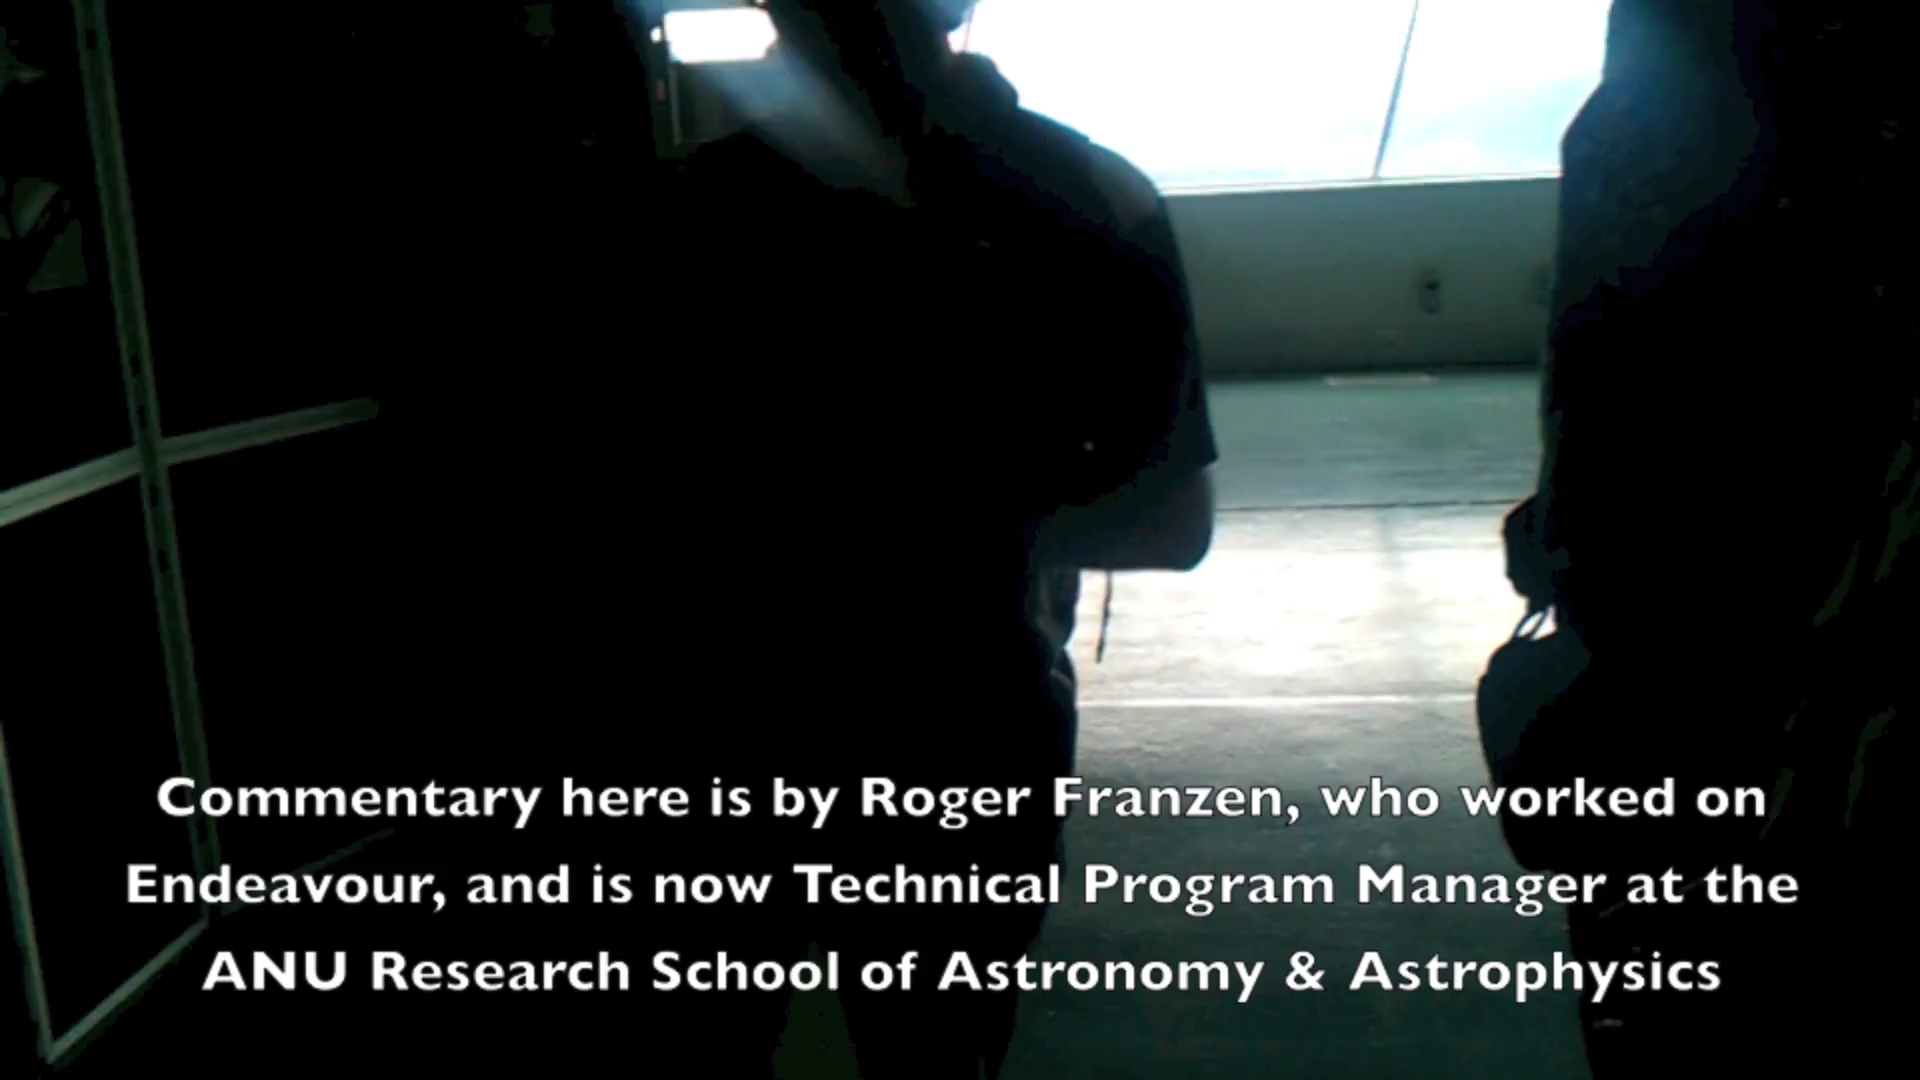 Commentary here is by Roger Franzen, who worked on
Endeavour, and is now Technical Program Manager at the
ANU Research School of Astronomy & Astrophysics